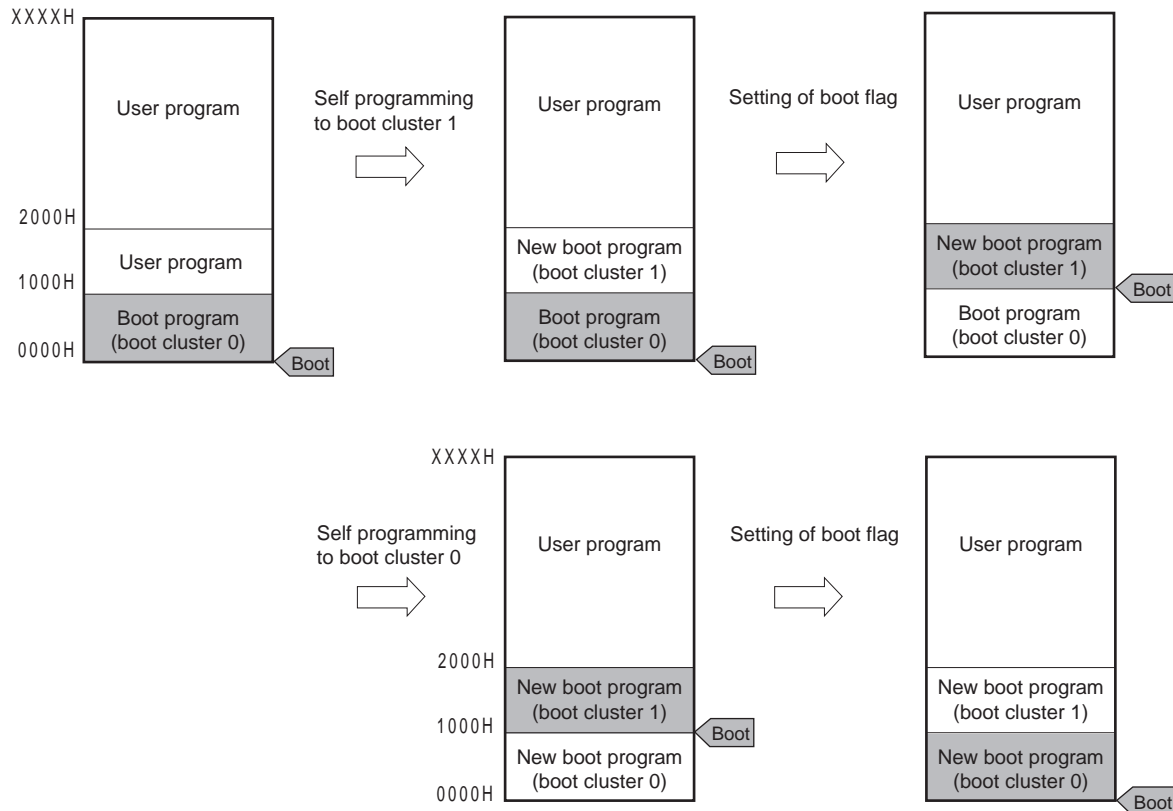 XXXXH
User program
2000H
User program
1000H
Boot program
(boot cluster 0)
0000H
Boot
Self programming
to boot cluster 1
User program
New boot program
(boot cluster 1)
Boot program
(boot cluster 0)
Boot
Setting of boot flag
User program
New boot program
(boot cluster 1)
Boot
Boot program
(boot cluster 0)
Self programming
to boot cluster 0
XXXXH
User program
2000H
New boot program
(boot cluster 1)
1000H
Boot
New boot program
(boot cluster 0)
0000H
Setting of boot flag
User program
New boot program
(boot cluster 1)
New boot program
(boot cluster 0)
Boot